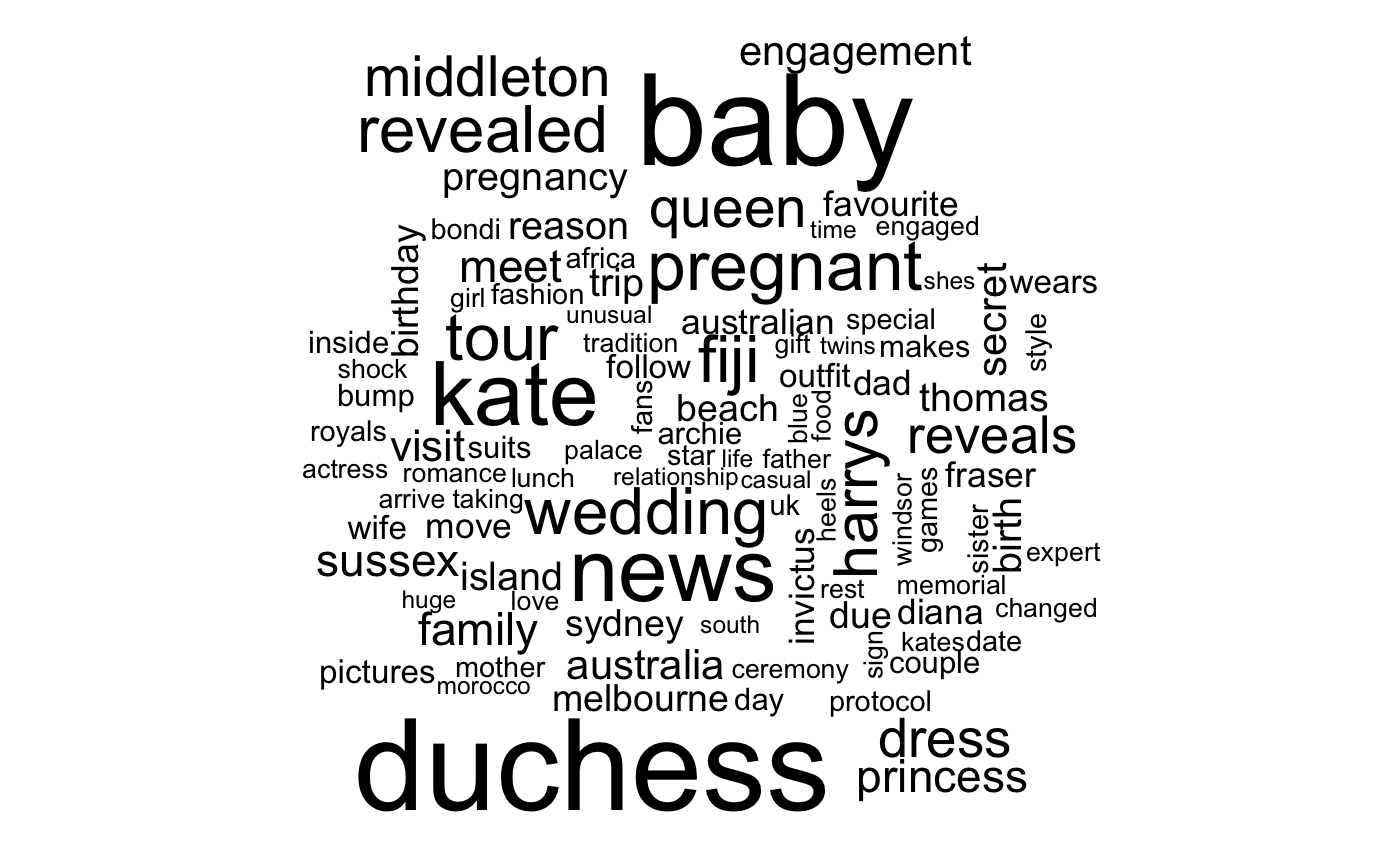 engagement
middleton
baby
revealed
pregnancy
queen
favourite
birthday
bondi
reason
time
engaged
meet
africa
pregnant
trip
shes
secret
wears
girl
fashion
unusual
australian
special
style
inside
tour
tradition
fiji
gift
twins
makes
shock
follow
kate
outfit
dad
bump
fans
beach
blue
food
thomas
royals
visit
suits
archie
harrys
reveals
palace
star
life
father
actress
romance
lunch
relationship
casual
heels
windsor
games
fraser
arrive
taking
wedding
uk
sister
birth
wife
move
invictus
expert
sussex
island
news
rest
memorial
huge
love
due
diana
changed
family
sydney
south
sign
kates
date
pictures
mother
australia
ceremony
couple
morocco
melbourne
day
protocol
duchess
dress
princess